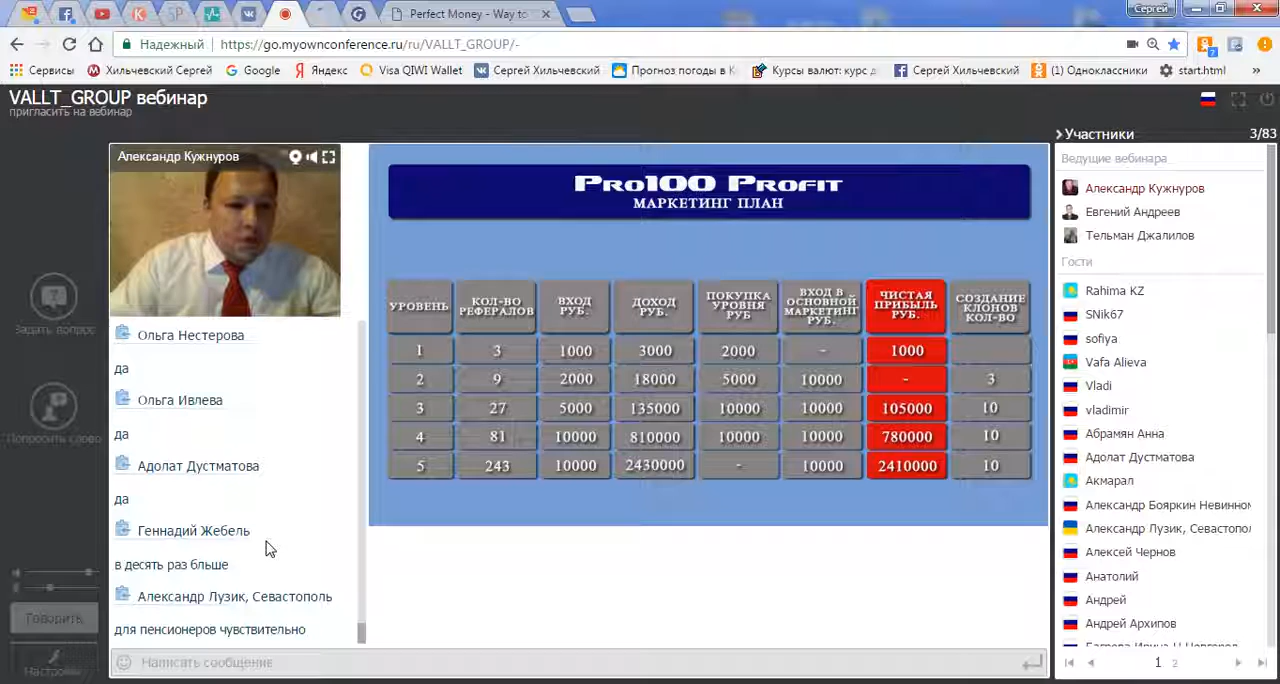 Perfect Money - Way to
Сергей
Надежный
https://go.myownconference.ru/ru/VALLT_GROUP/-
Сервисы
Хильчевский Сергей
Google
Яндекс
Visa QIWI Wallet
Сергей Хильчевский
Прогноз погоды в К
Курсы валют: курс д
Сергей Хильчевский
(1) Одноклассники
start.html
»
VALLT_GROUP вебинар
пригласить на вебинар
Александр Кужнуров
Задать вопрос
Попросить слово
Говорить
Настройки
Ольга Нестерова
да
Ольга Ивлева
да
Адолат Дустматова
да
Геннадий Жебель
в десять раз бльше
Александр Лузик, Севастополь
для пенсионеров чувствительно
Написать сообщение
PRO100 PROFIT
МАРКЕТИНГ ПЛАН
УРОВЕНЬ КОЛ-ВО РЕФЕРАЛОВ ВХОД РУБ. ДОХОД РУБ. ПОКУПКА УРОВНЯ РУБ ВХОД В ОСНОВНОЙ МАРКЕТИНГ РУБ. ЧИСТАЯ ПРИБЫЛЬ РУБ. СОЗДАНИЕ КЛОНОВ КОЛ-ВО
1 3 1000 3000 2000 - 1000
2 9 2000 18000 5000 10000 - 3
3 27 5000 135000 10000 10000 105000 10
4 81 10000 810000 10000 10000 780000 10
5 243 10000 2430000 - 10000 2410000 10
Участники 3/83
Ведущие вебинара
Александр Кужнуров
Евгений Андреев
Тельман Джалилов
Гости
Rahima KZ
SNik67
sofiya
Vafa Alieva
Vladi
vladimir
Абрамян Анна
Адолат Дустматова
Акмарал
Александр Бояркин Невинном
Александр Лузик, Севастопол
Алексей Чернов
Анатолий
Андрей
Андрей Архипов
1 2